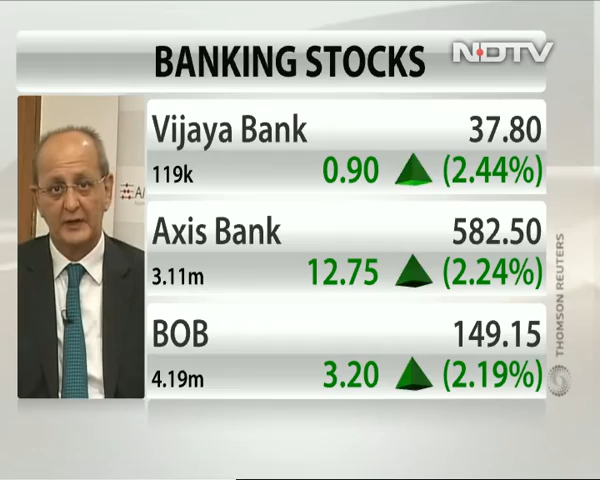 BANKING STOCKS
NDTV
Vijaya Bank 37.80
119k 0.90 (2.44%)
Axis Bank 582.50
3.11m 12.75 (2.24%)
BOB 149.15
4.19m 3.20 (2.19%)
THOMSON REUTERS